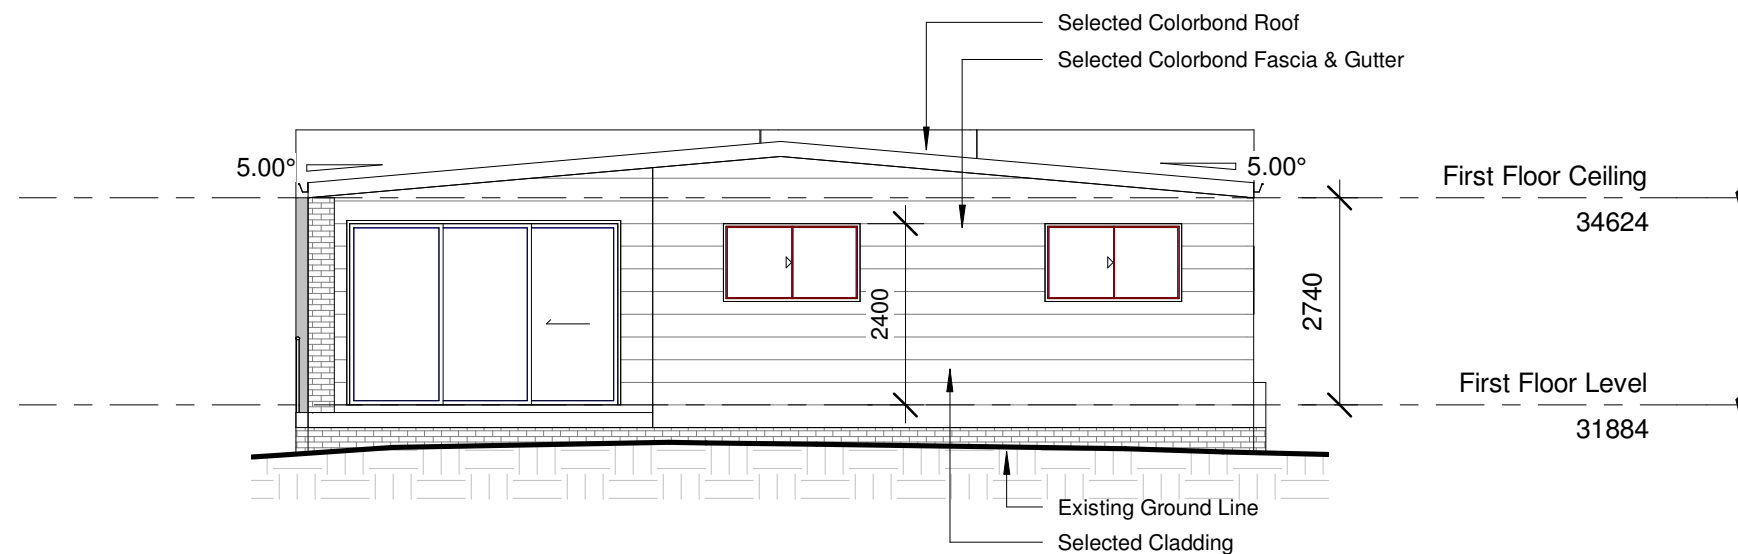 Selected Colorbond Roof
Selected Colorbond Fascia & Gutter
5.00°
5.00°
First Floor Ceiling
34624
2400
2740
First Floor Level
31884
Existing Ground Line
Selected Cladding